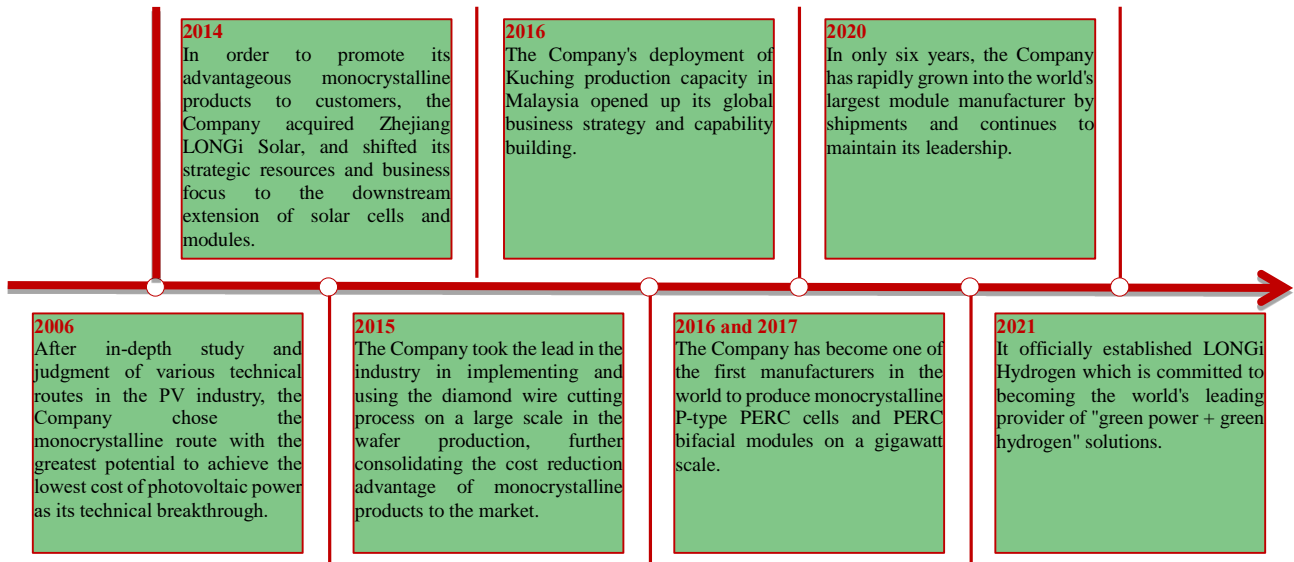 2014
In order to promote its
advantageous monocrystalline
products to customers, the
Company acquired Zhejiang
LONGi Solar, and shifted its
strategic resources and business
focus to the downstream
extension of solar cells and
modules.
2016
The Company's deployment of
Kuching production capacity in
Malaysia opened up its global
business strategy and capability
building.
2020
In only six years, the Company
has rapidly grown into the world's
largest module manufacturer by
shipments and continues to
maintain its leadership.
2006
After in-depth study and
judgment of various technical
routes in the PV industry, the
Company chose the
monocrystalline route with the
greatest potential to achieve the
lowest cost of photovoltaic power
as its technical breakthrough.
2015
The Company took the lead in the
industry in implementing and
using the diamond wire cutting
process on a large scale in the
wafer production, further
consolidating the cost reduction
advantage of monocrystalline
products to the market.
2016 and 2017
The Company has become one of
the first manufacturers in the
world to produce monocrystalline
P-type PERC cells and PERC
bifacial modules on a gigawatt
scale.
2021
It officially established LONGi
Hydrogen which is committed to
becoming the world's leading
provider of "green power + green
hydrogen" solutions.